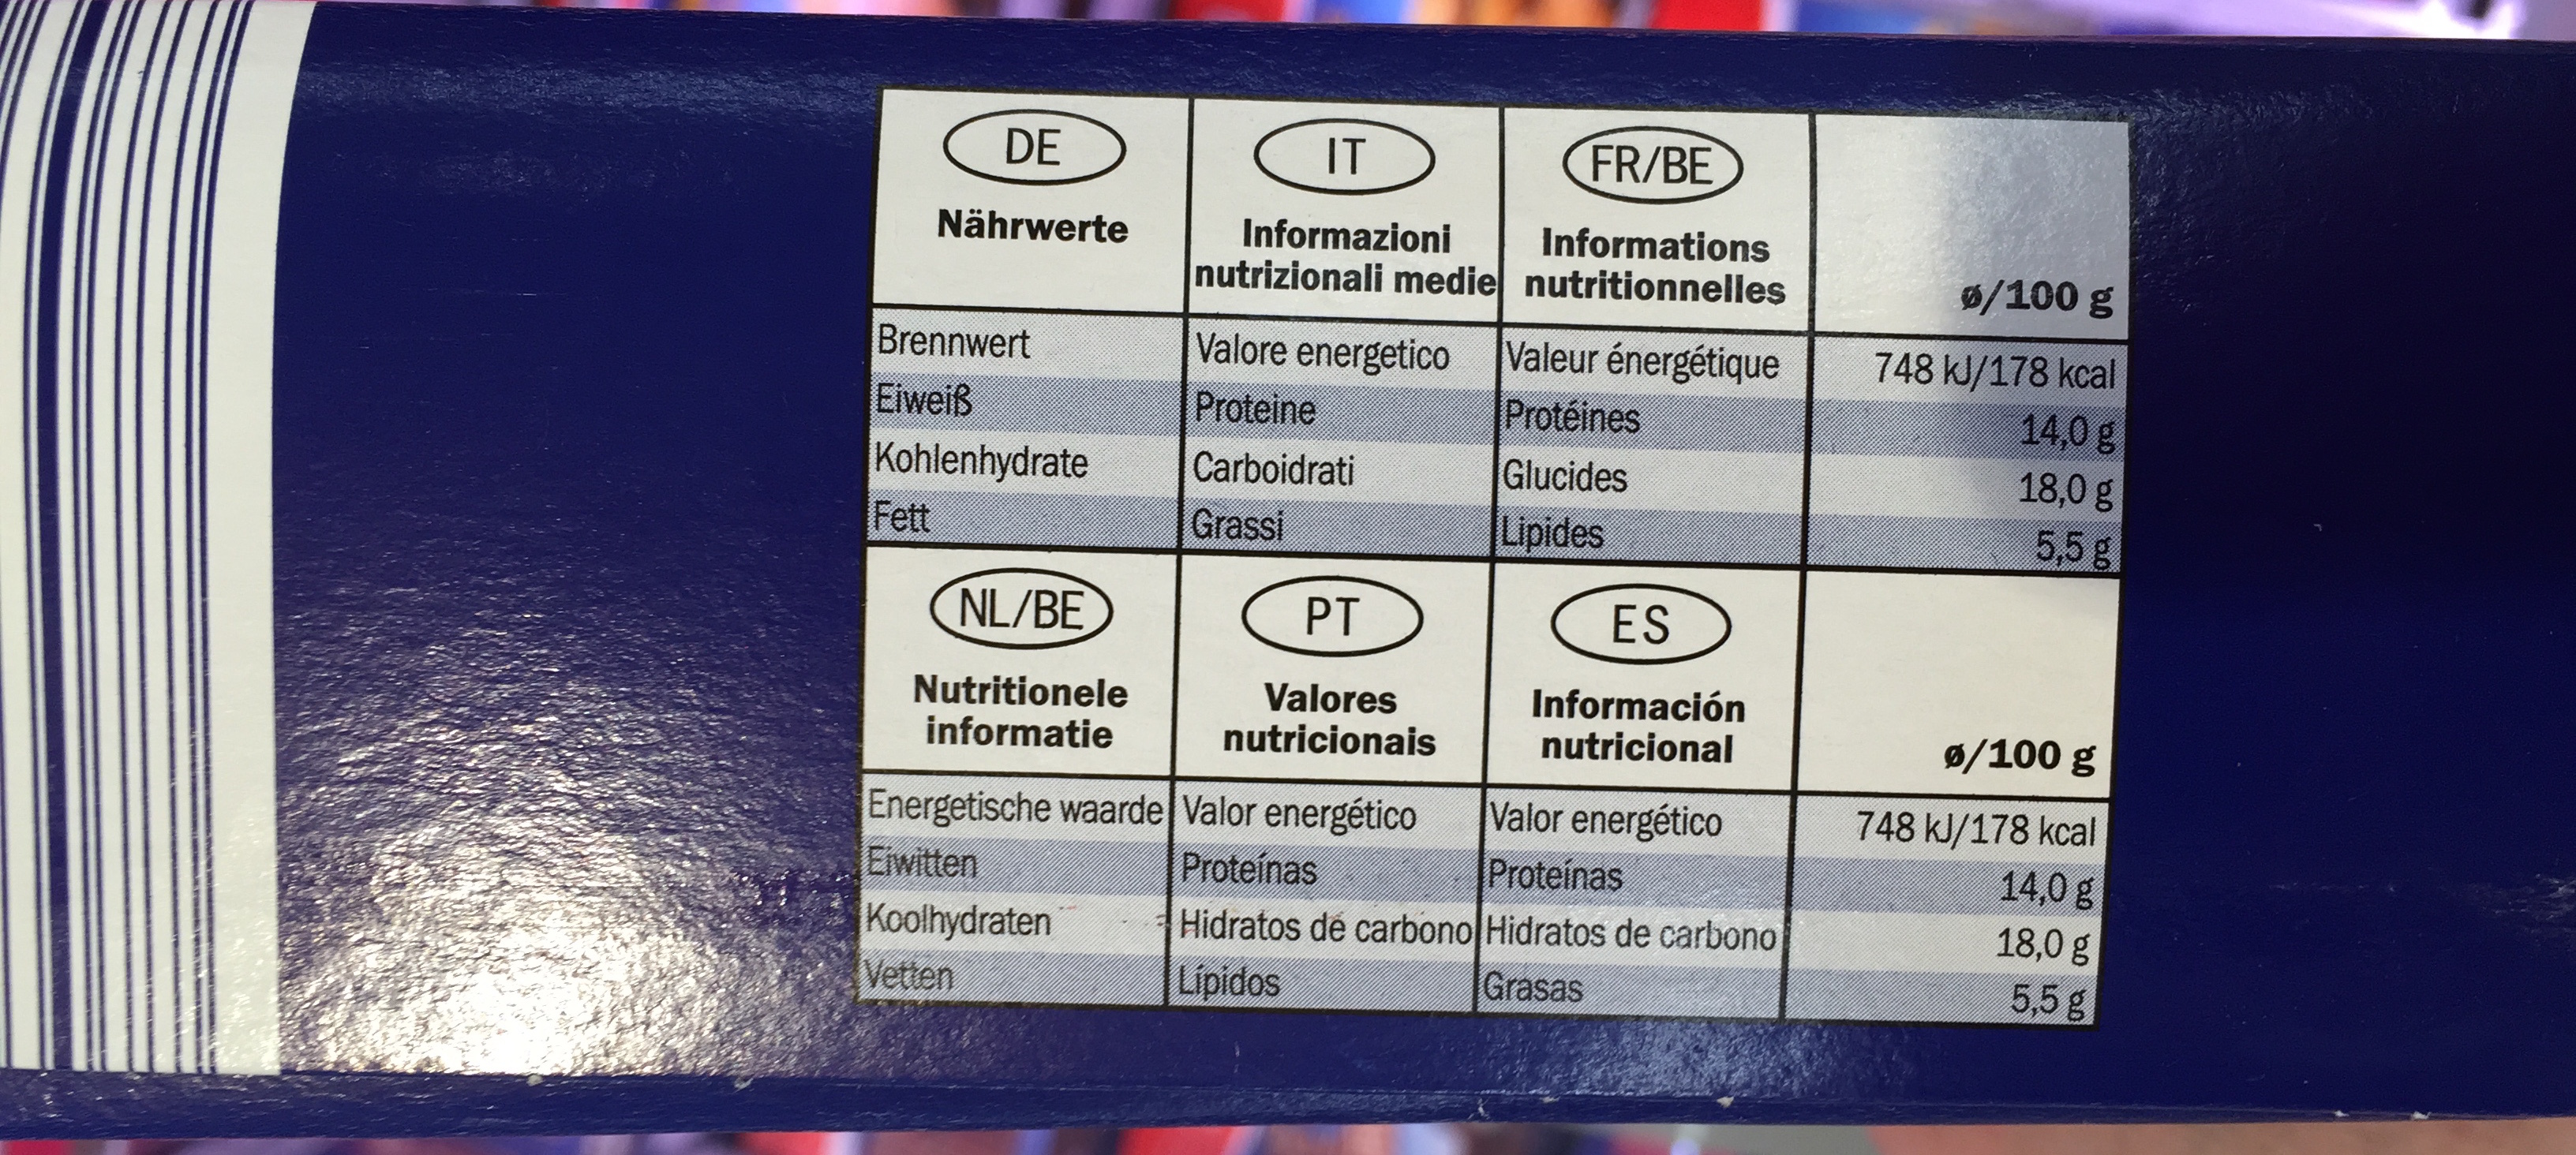 DE
IT
FR/BE
Nährwerte
Informazioni
nutrizionali medie
Informations
nutritionnelles
ø/100 g
Brennwert Valore energetico Valeur énergétique 748 kJ/178 kcal
Eiweiß Proteine Protéines 14,0 g
Kohlenhydrate Carboidrati Glucides 18,0 g
Fett Grassi Lipides 5,5 g
NL/BE
PT
ES
Nutritionele
informatie
Valores
nutricionais
Información
nutricional
ø/100 g
Energetische waarde Valor energético Valor energético 748 kJ/178 kcal
Eiwitten Proteínas Proteínas 14,0 g
Koolhydraten Hidratos de carbono Hidratos de carbono 18,0 g
Vetten Lípidos Grasas 5,5 g